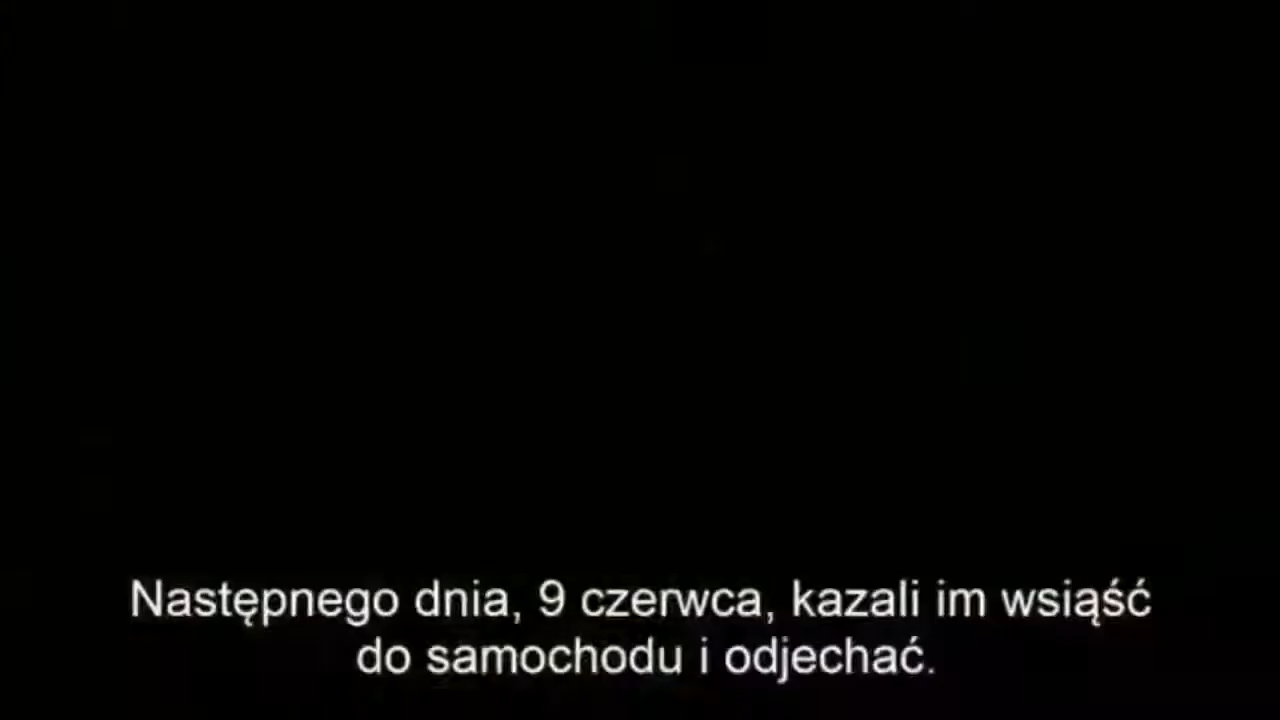 Następnego dnia, 9 czerwca, kazali im wsiąść
do samochodu i odjechać.